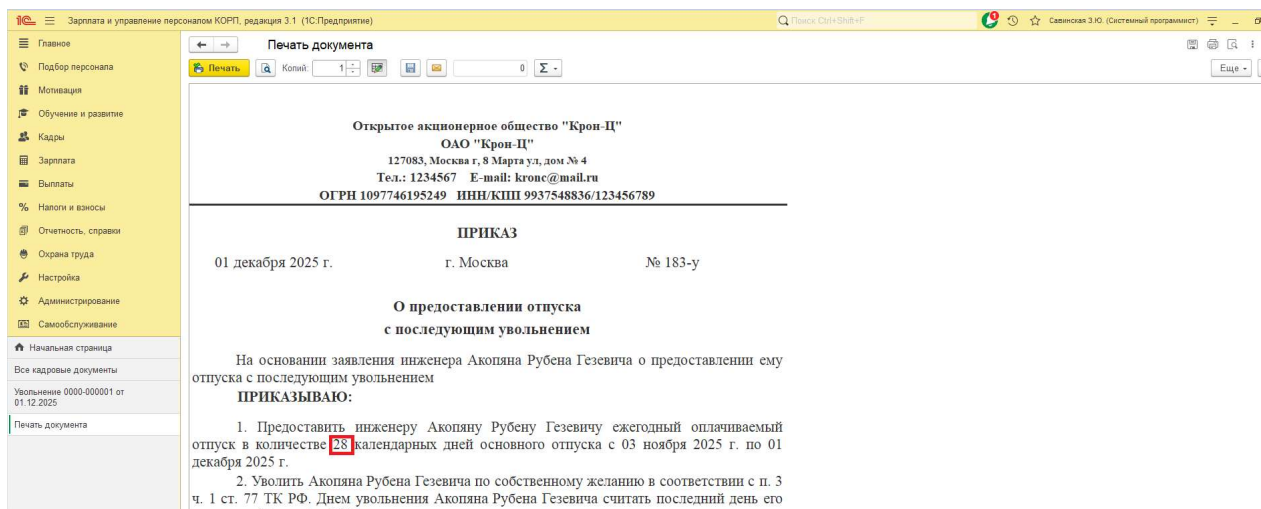 1С Зарплата и управление персоналом КОРП, редакция 3.1 (1С:Предприятие) Поиск Ctrl+Shift+F Савинская З.Ю. (Системный программист)
Главное
Подбор персонала
Мотивация
Обучение и развитие
Кадры
Зарплата
Выплаты
Налоги и взносы
Отчетность, справки
Охрана труда
Настройка
Администрирование
Самообслуживание
Начальная страница
Все кадровые документы
Увольнение 0000-000001 от
01.12.2025
Печать документа
Печать документа
Печать Копий: 1 0 Σ Еще
Открытое акционерное общество "Крон-Ц"
ОАО "Крон-Ц"
127083, Москва г, 8 Марта ул, дом № 4
Тел.: 1234567 E-mail: kronc@mail.ru
ОГРН 1097746195249 ИНН/КПП 9937548836/123456789
ПРИКАЗ
01 декабря 2025 г. г. Москва № 183-у
О предоставлении отпуска
с последующим увольнением
На основании заявления инженера Акопяна Рубена Гезевича о предоставлении ему
отпуска с последующим увольнением
ПРИКАЗЫВАЮ:
1. Предоставить инженеру Акопяну Рубену Гезевичу ежегодный оплачиваемый
отпуск в количестве 28 календарных дней основного отпуска с 03 ноября 2025 г. по 01
декабря 2025 г.
2. Уволить Акопяна Рубена Гезевича по собственному желанию в соответствии с п. 3
ч. 1 ст. 77 ТК РФ. Днем увольнения Акопяна Рубена Гезевича считать последний день его